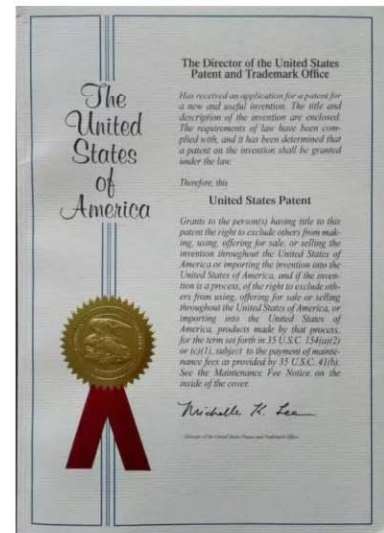 The
United
States
of
America
The Director of the United States
Patent and Trademark Office
Has received an application for a patent for
a new and useful invention. The title and
description of the invention are enclosed.
The requirements of law have been com-
plied with, and it has been determined that
a patent on the invention shall be granted
under the law.
Therefore, this
United States Patent
Grants to the person(s) having title to this
patent the right to exclude others from mak-
ing, using, offering for sale, or selling the
invention throughout the United States of
America or importing the invention into the
United States of America, and if the inven-
tion is a process, of the right to exclude oth-
ers from using, offering for sale or selling
throughout the United States of America, or
importing into the United States of
America, products made by that process,
for the term set forth in 35 U.S.C. 154(a)(2)
or (c)(1), subject to the payment of mainte-
nance fees as provided by 35 U.S.C. 41(b).
See the Maintenance Fee Notice on the
inside of the cover.
Michelle K. Lee
Director of the United States Patent and Trademark Office